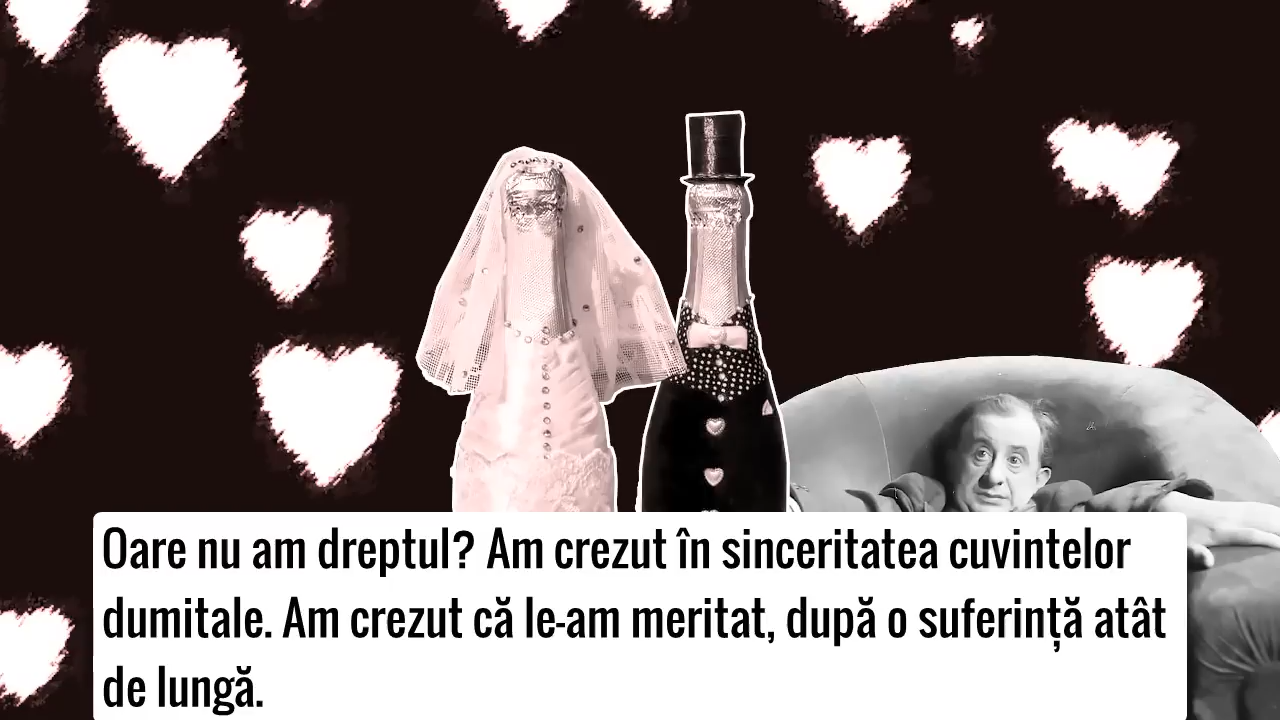 Oare nu am dreptul? Am crezut în sinceritatea cuvintelor
dumitale. Am crezut că le-am meritat, după o suferință atât
de lungă.